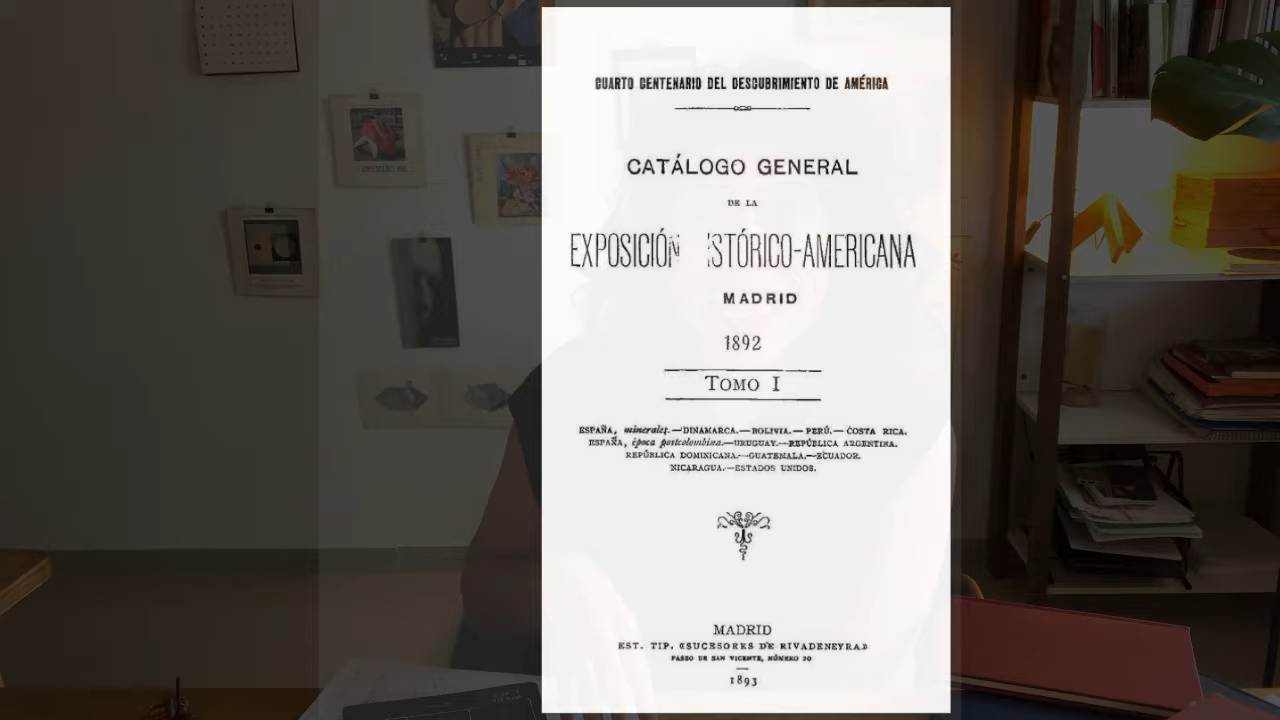 CUARTO CENTENARIO DEL DESCUBRIMIENTO DE AMÉRICA
CATÁLOGO GENERAL
DE LA
EXPOSICIÓN ISTÓRICO-AMERICANA
MADRID
1892
TOMO I
ESPAÑA, minerales.—DINAMARCA.—BOLIVIA.—PERÚ.—COSTA RICA.
ESPAÑA, época postcolombina.—URUGUAY.—REPÚBLICA ARGENTINA.
REPÚBLICA DOMINICANA.—GUATEMALA.—ECUADOR.
NICARAGUA.—ESTADOS UNIDOS.
MADRID
EST. TIP. «SUCESORES DE RIVADENEYRA»
PASEO DE SAN VICENTE, NÚMERO 20
1893